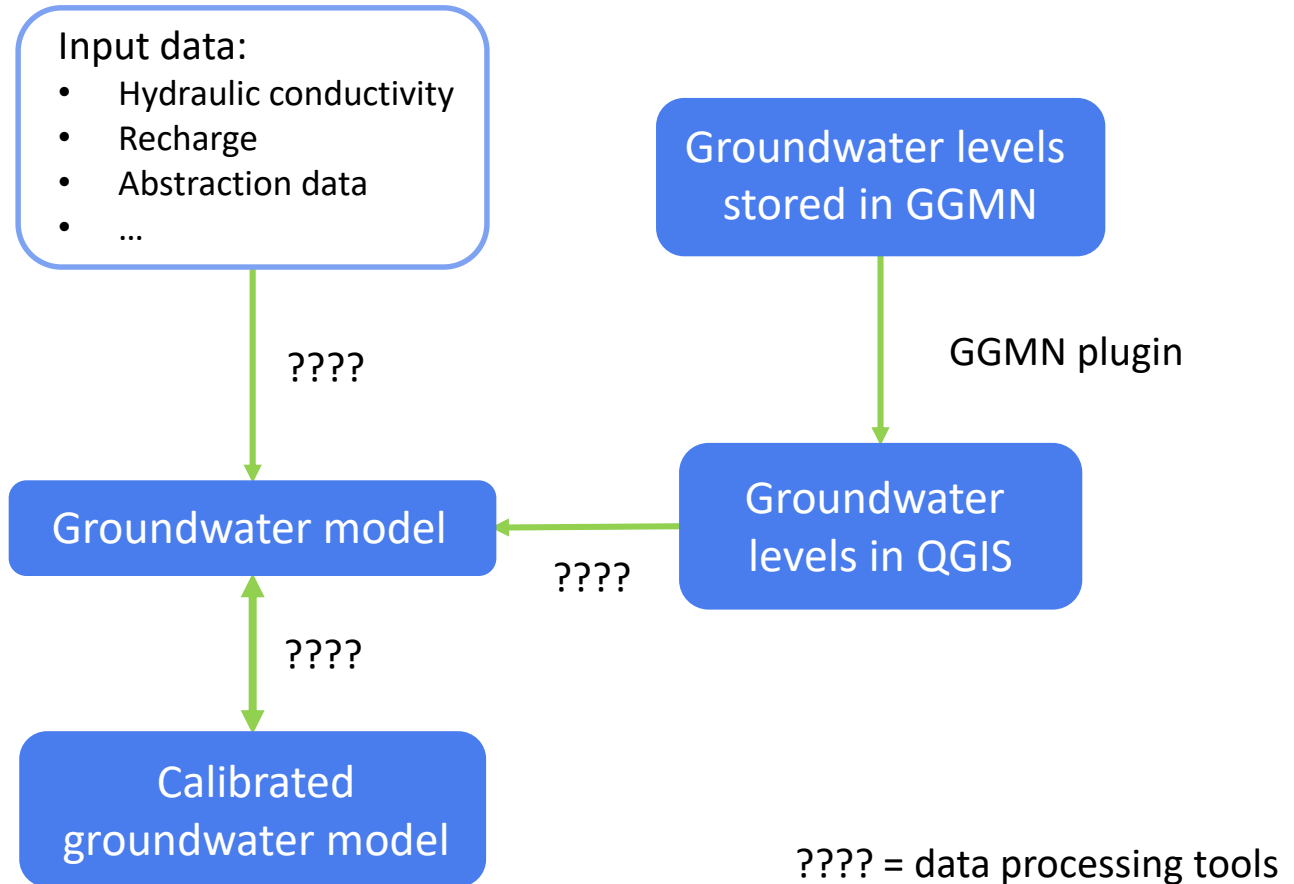 Input data:
• Hydraulic conductivity
• Recharge
• Abstraction data
• …
Groundwater levels
stored in GGMN
????
GGMN plugin
Groundwater model
????
Groundwater
levels in QGIS
????
Calibrated
groundwater model
???? = data processing tools